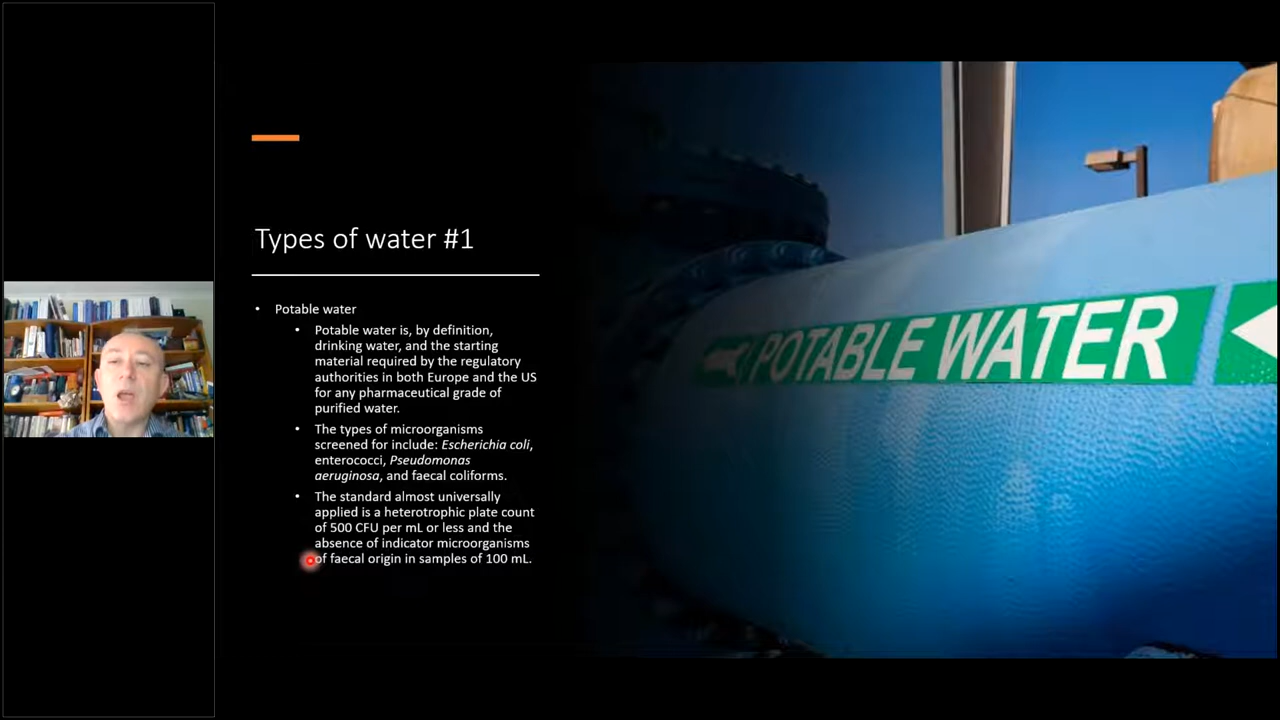 Types of water #1
• Potable water
• Potable water is, by definition,
drinking water, and the starting
material required by the regulatory
authorities in both Europe and the US
for any pharmaceutical grade of
purified water.
• The types of microorganisms
screened for include: Escherichia coli,
enterococci, Pseudomonas
aeruginosa, and faecal coliforms.
• The standard almost universally
applied is a heterotrophic plate count
of 500 CFU per mL or less and the
absence of indicator microorganisms
of faecal origin in samples of 100 mL.
POTABLE WATER